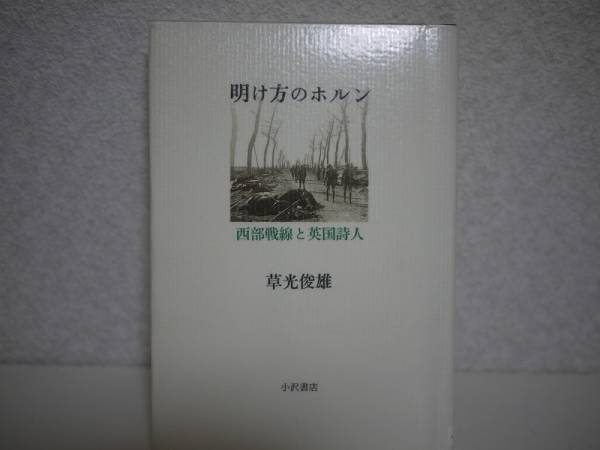 明け方のホルン
西部戦線と英国詩人
草光俊雄
小沢書店